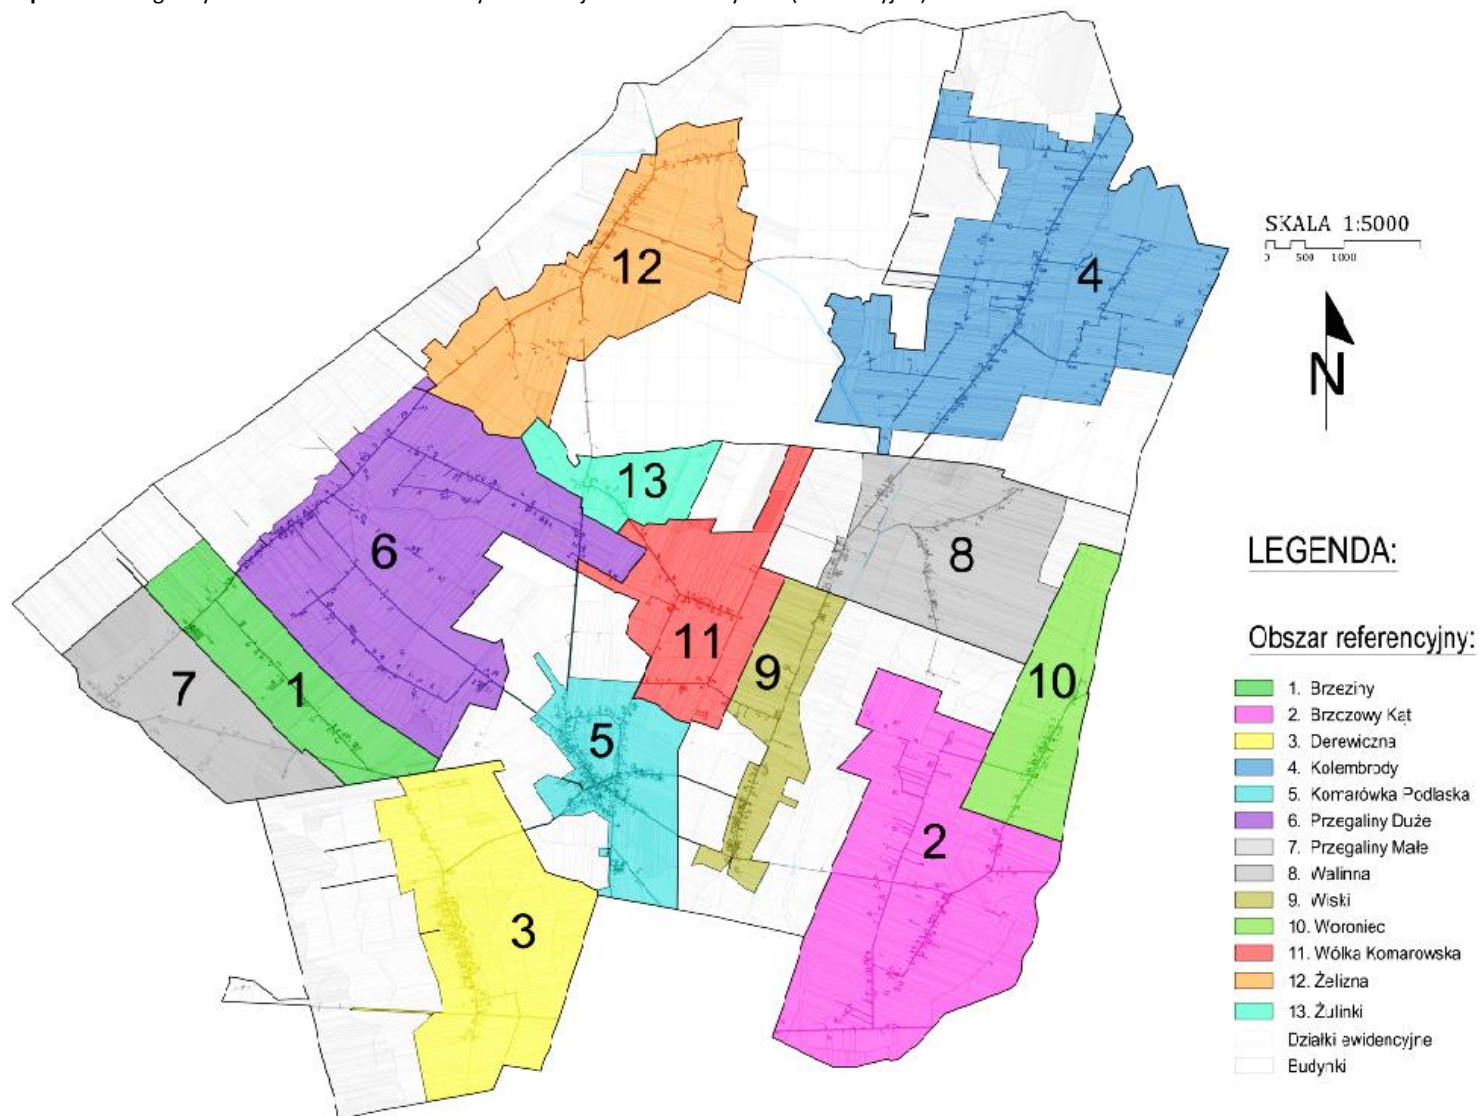 12
4
SKALA 1:5000
0 500 1000
N
13
6
8
11
9
10
7
1
5
2
3
LEGENDA:
Obszar referencyjny:
1. Brzeziny
2. Brzozowy Kąt
3. Derewiczna
4. Kolembrody
5. Komarówka Podlaska
6. Przegaliny Duże
7. Przegaliny Małe
8. Walinna
9. Wiski
10. Woroniec
11. Wólka Komarowska
12. Żelizna
13. Żulinki
Działki ewidencyjne
Budynki